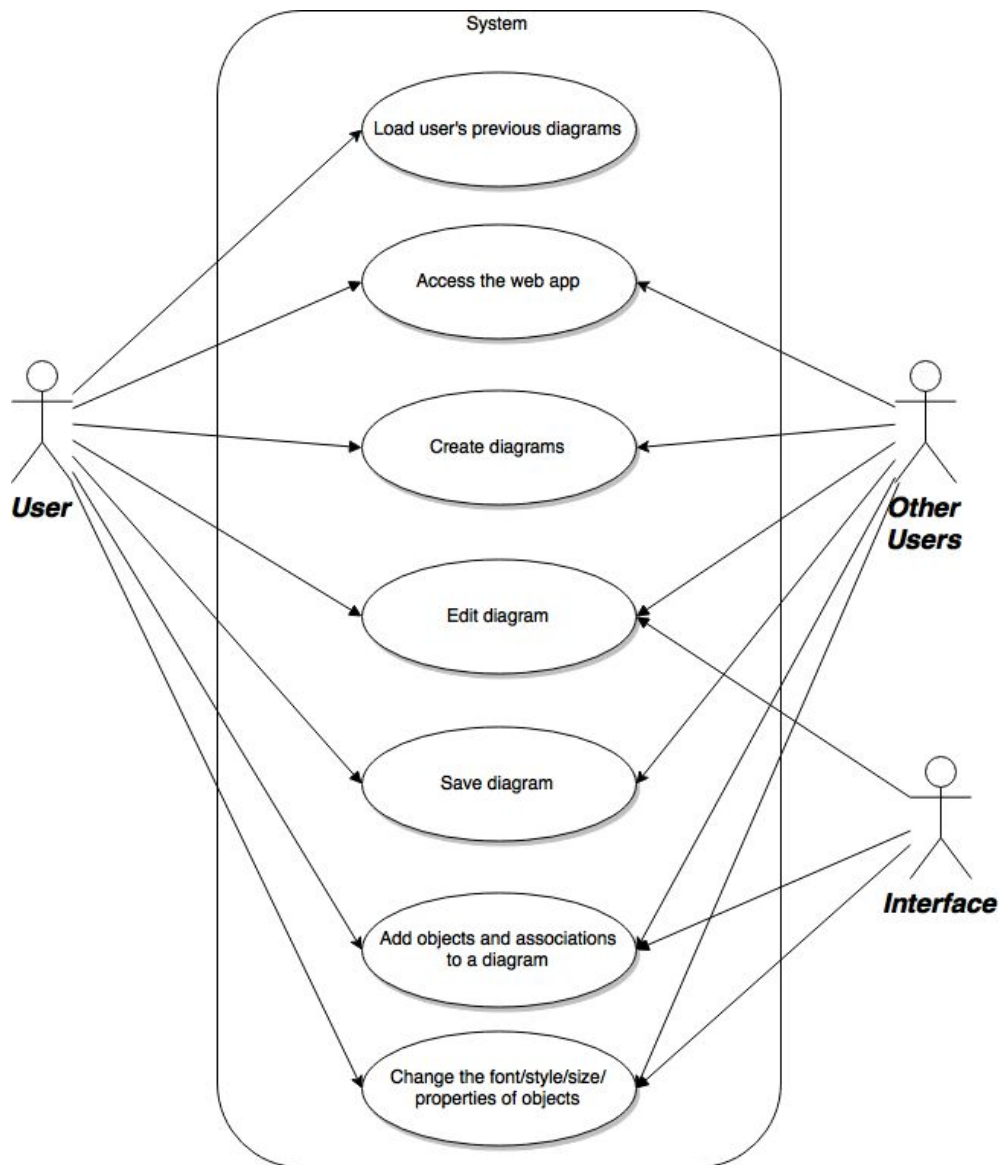 System
Load user's previous diagrams
Access the web app
Create diagrams
User
Other
Users
Edit diagram
Save diagram
Interface
Add objects and associations
to a diagram
Change the font/style/size/
properties of objects